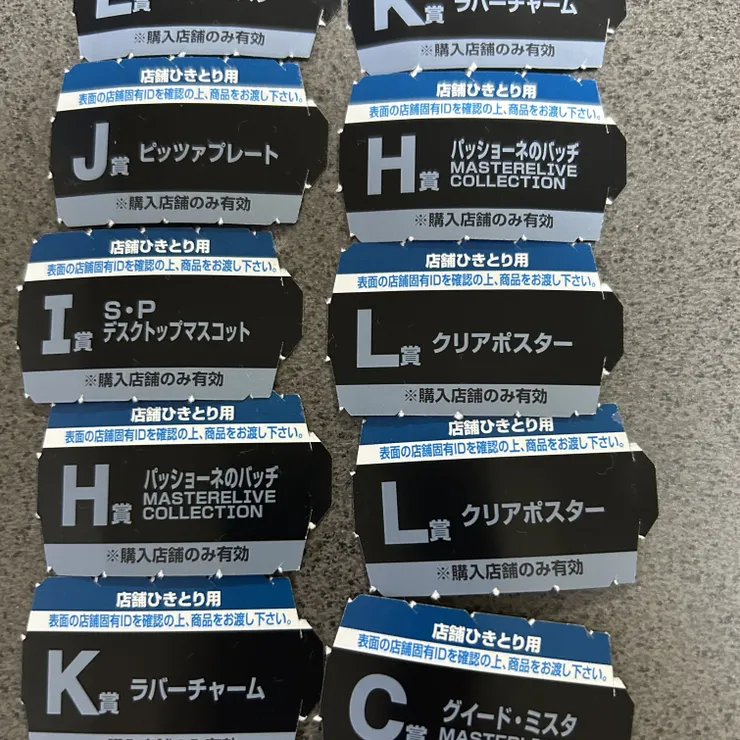 賞
※購入店舗のみ有効
店舗ひきとり用
表面の店舗固有IDを確認の上、商品をお渡し下さい。
J賞 ピッツァプレート
※購入店舗のみ有効
店舗ひきとり用
表面の店舗固有IDを確認の上、商品をお渡し下さい。
I賞 S・P
デスクトップマスコット
※購入店舗のみ有効
店舗ひきとり用
表面の店舗固有IDを確認の上、商品をお渡し下さい。
H賞 パッショーネのバッヂ
MASTERELIVE
COLLECTION
※購入店舗のみ有効
店舗ひきとり用
表面の店舗固有IDを確認の上、商品をお渡し下さい。
K賞 ラバーチャーム
K賞 ラバーチャーム
※購入店舗のみ有効
店舗ひきとり用
表面の店舗固有IDを確認の上、商品をお渡し下さい。
H賞 パッショーネのバッヂ
MASTERELIVE
COLLECTION
※購入店舗のみ有効
店舗ひきとり用
表面の店舗固有IDを確認の上、商品をお渡し下さい。
L賞 クリアポスター
※購入店舗のみ有効
店舗ひきとり用
表面の店舗固有IDを確認の上、商品をお渡し下さい。
L賞 クリアポスター
※購入店舗のみ有効
店舗ひきとり用
表面の店舗固有IDを確認の上、商品をお渡し下さい。
C賞 グイード・ミスタ